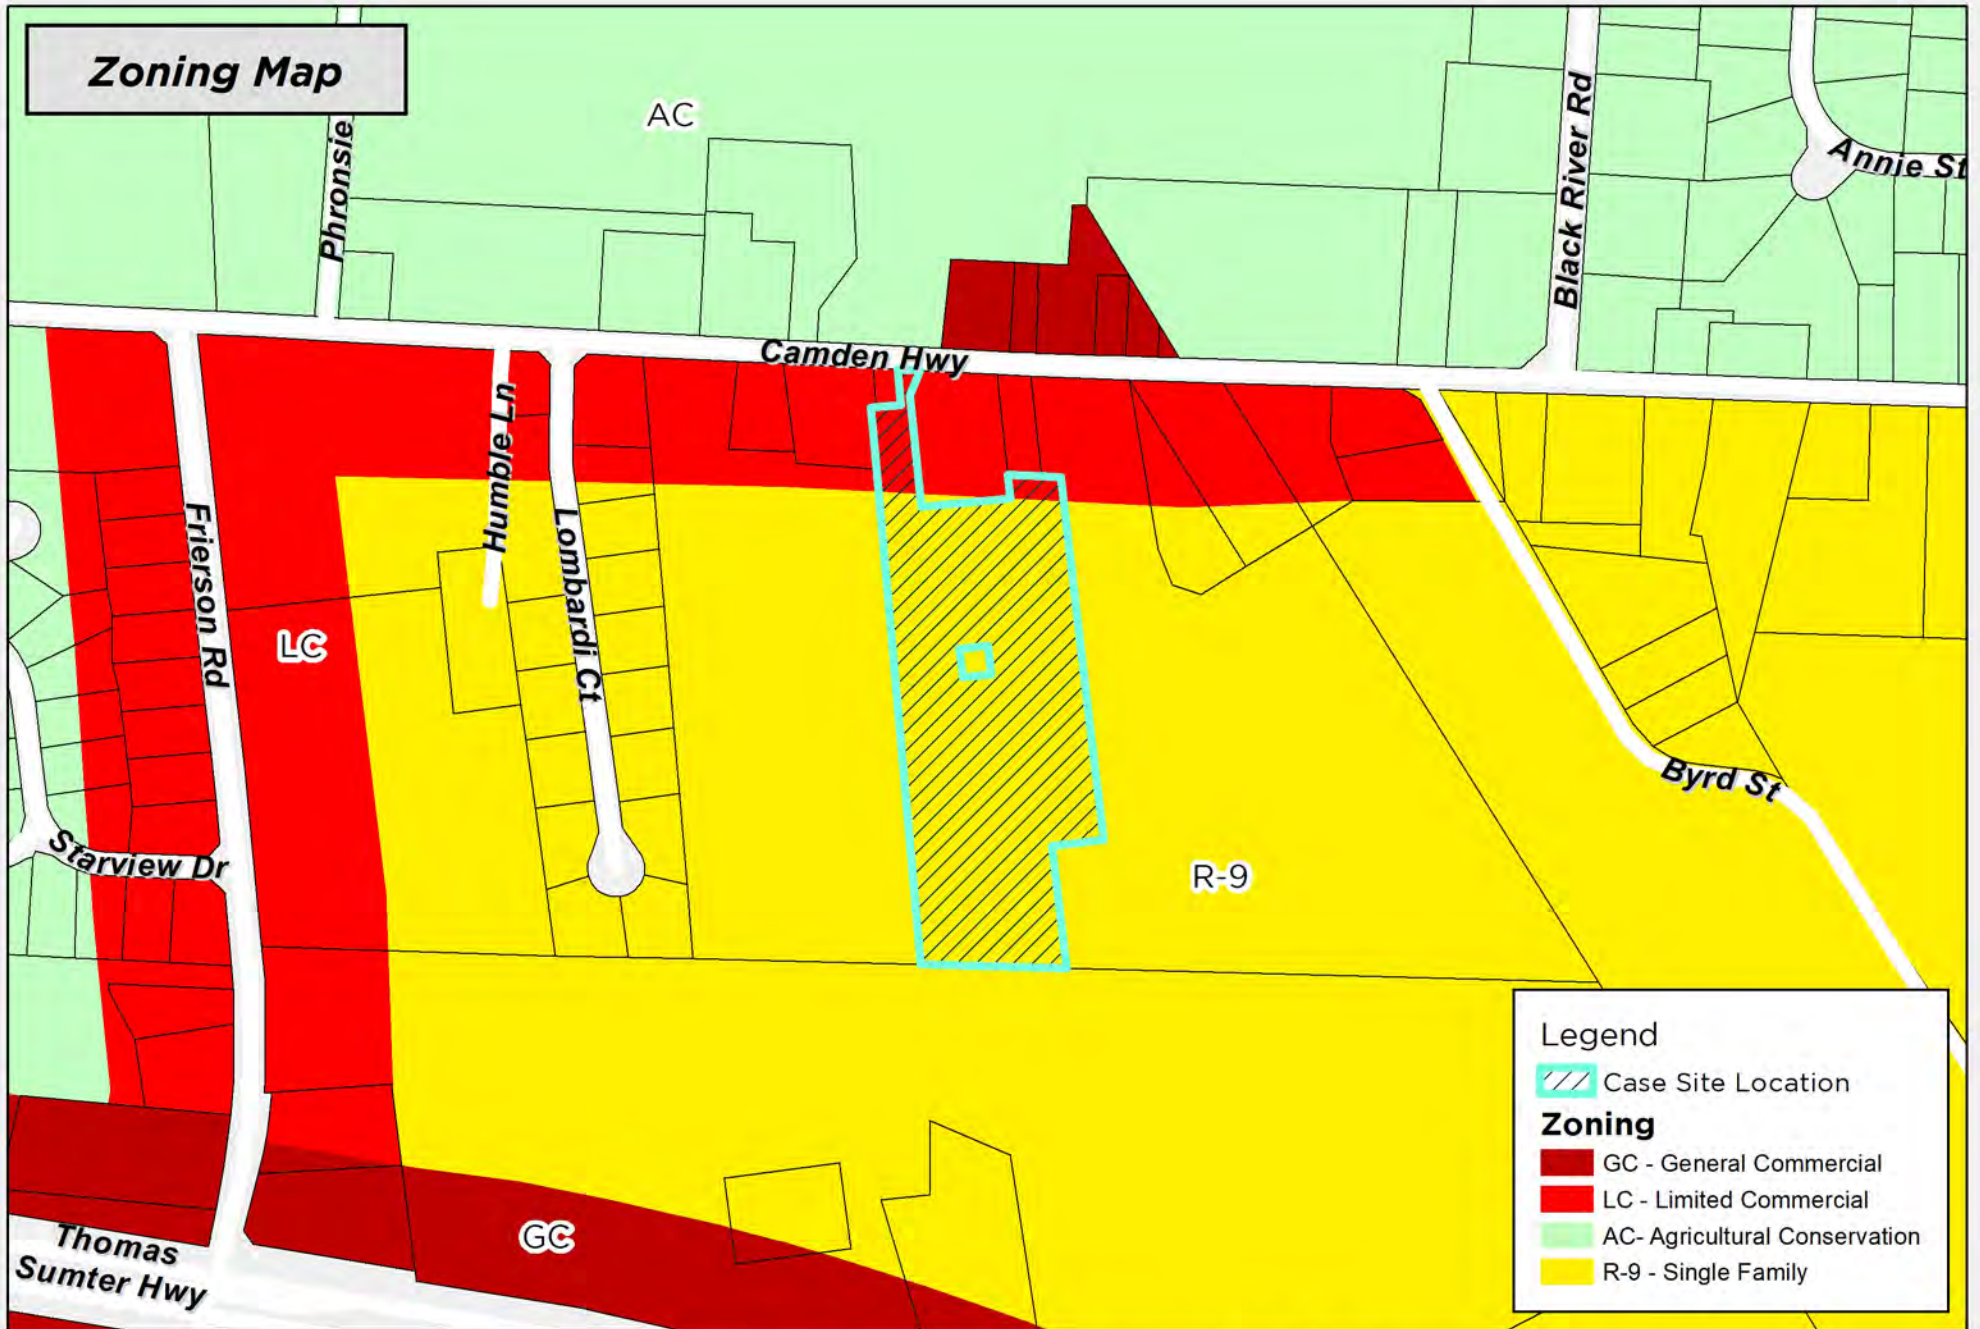 Zoning Map
AC
Phronsie
Black River Rd
Annie St
Camden Hwy
Humble Ln
Frierson Rd
Lombardi Ct
LC
Byrd St
Starview Dr
R-9
GC
Thomas
Sumter Hwy
Legend
Case Site Location
Zoning
GC - General Commercial
LC - Limited Commercial
AC- Agricultural Conservation
R-9 - Single Family